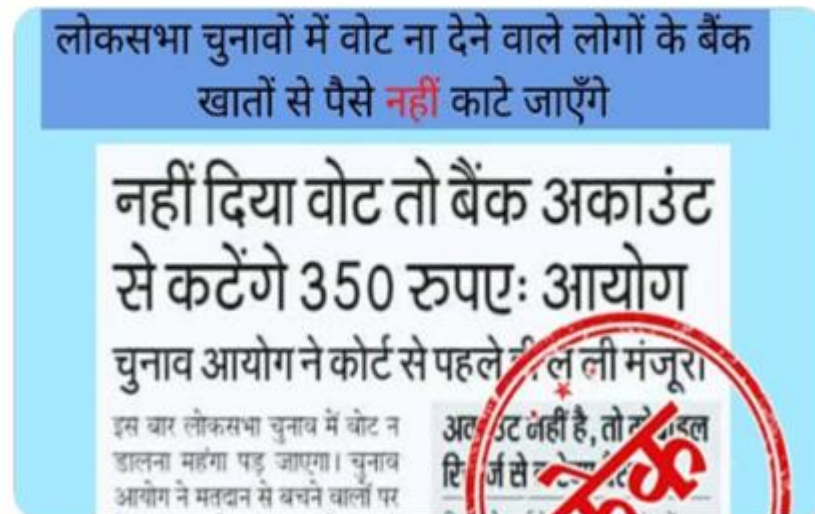 लोकसभा चुनावों में वोट ना देने वाले लोगों के बैंक
खातों से पैसे नहीं काटे जाएँगे
नहीं दिया वोट तो बैंक अकाउंट
से कटेंगे 350 रुपएः आयोग
चुनाव आयोग ने कोर्ट से पहले ही ले ली मंजूरी
इस बार लोकसभा चुनाव में वोट न
डालना महंगा पड़ जाएगा। चुनाव
आयोग ने मतदान से बचने वालों पर
नहीं है, तो